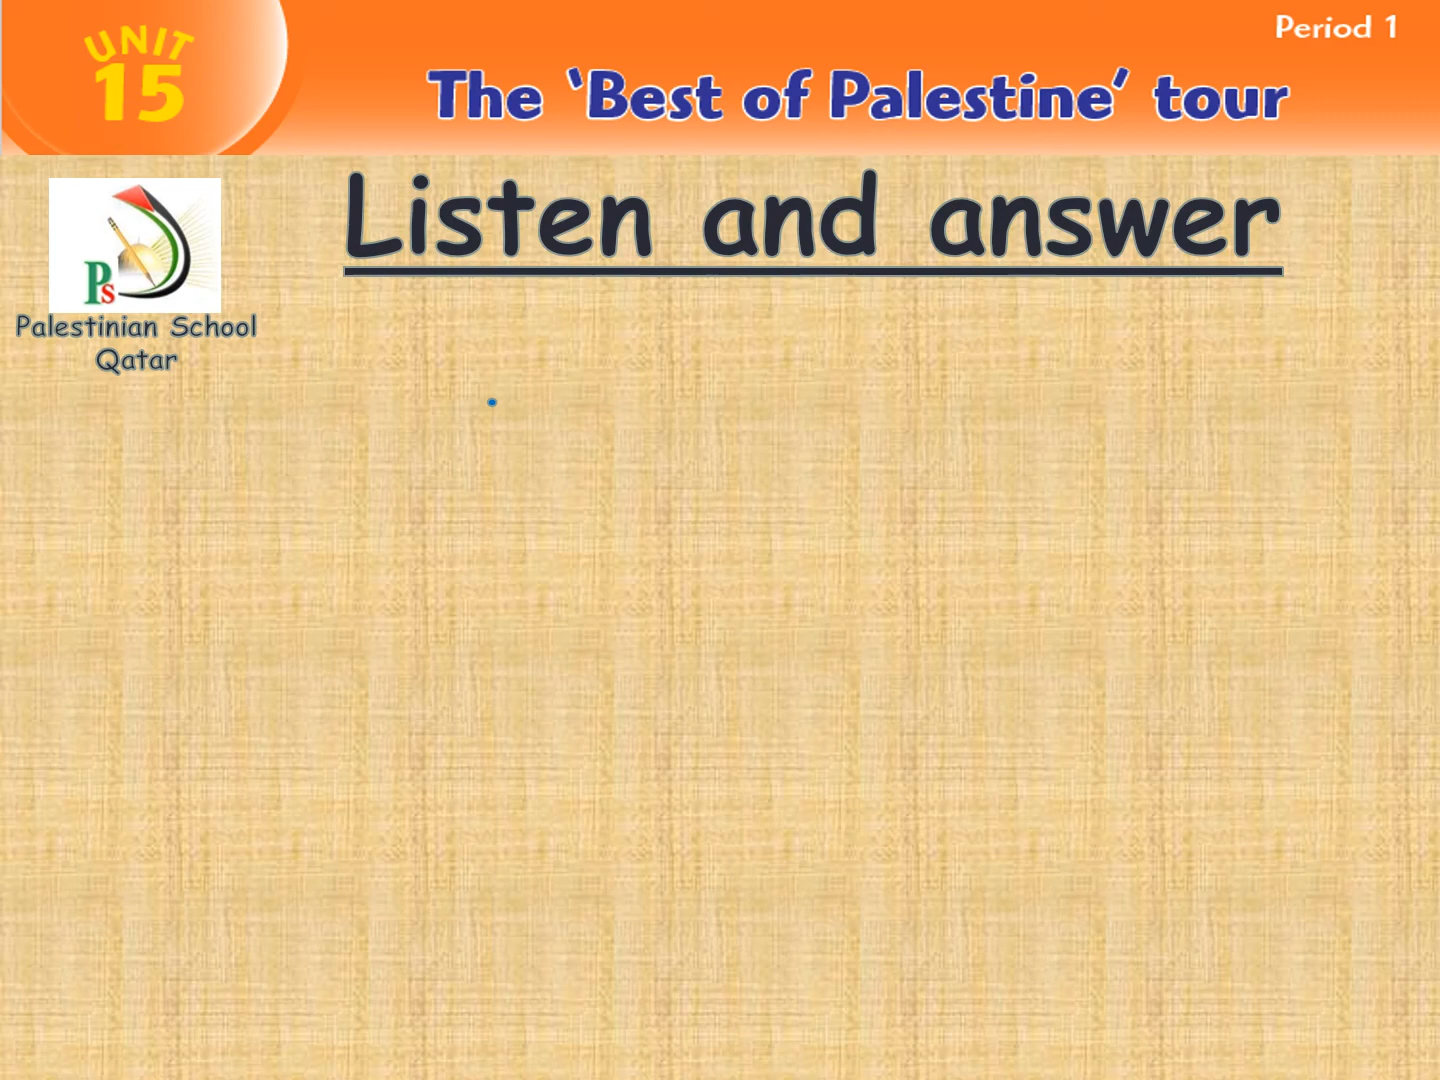 Period 1
UNIT
15
The ‘Best of Palestine’ tour
Listen and answer
Ps
Palestinian School
Qatar
.